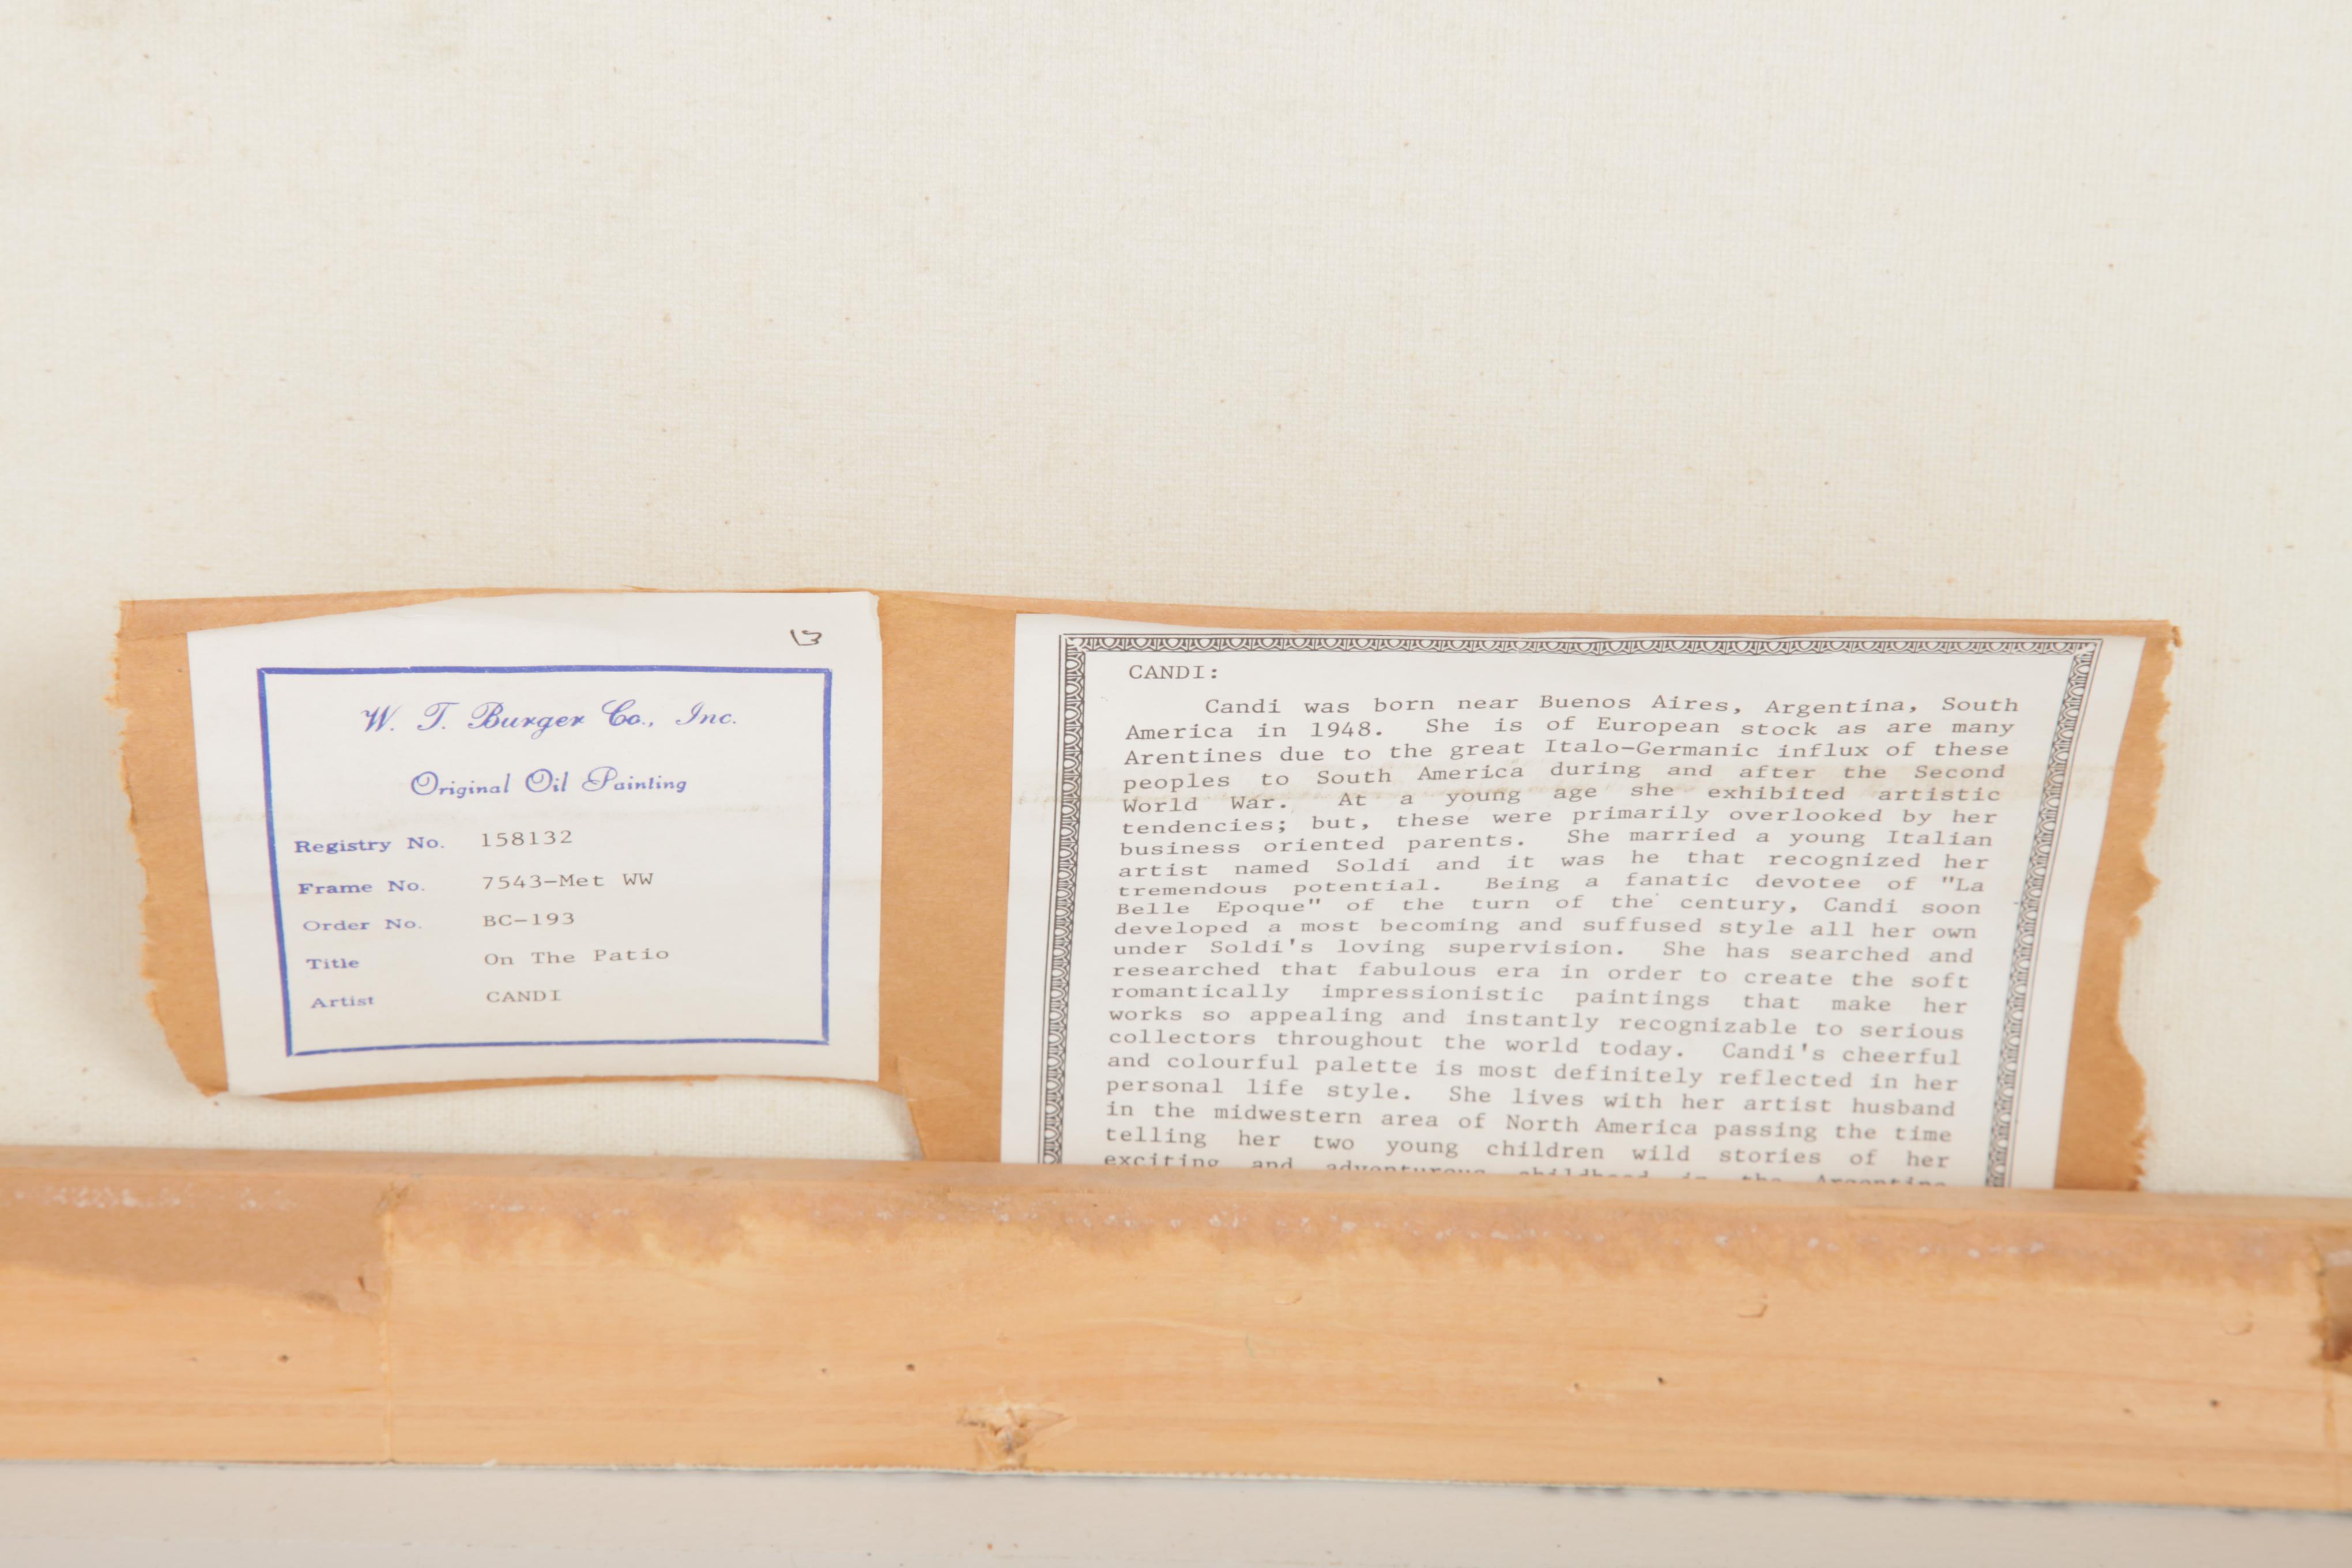 W. T. Burger Co., Inc.
Original Oil Painting
Registry No. 158132
Frame No. 7543-Met WW
Order No. BC-193
Title On The Patio
Artist CANDI
CANDI:
Candi was born near Buenos Aires, Argentina, South
America in 1948. She is of European stock as are many
Arentines due to the great Italo-Germanic influx of these
peoples to South America during and after the Second
World War. At a young age she exhibited artistic
tendencies; but, these were primarily overlooked by her
business oriented parents. She married a young Italian
artist named Soldi and it was he that recognized her
tremendous potential. Being a fanatic devotee of "La
Belle Epoque" of the turn of the century, Candi soon
developed a most becoming and suffused style all her own
under Soldi's loving supervision. She has searched and
researched that fabulous era in order to create the soft
romantically impressionistic paintings that make her
works so appealing and instantly recognizable to serious
collectors throughout the world today. Candi's cheerful
and colourful palette is most definitely reflected in her
personal life style. She lives with her artist husband
in the midwestern area of North America passing the time
telling her two young children wild stories of her
exciting and adventurous childhood in the Argentine